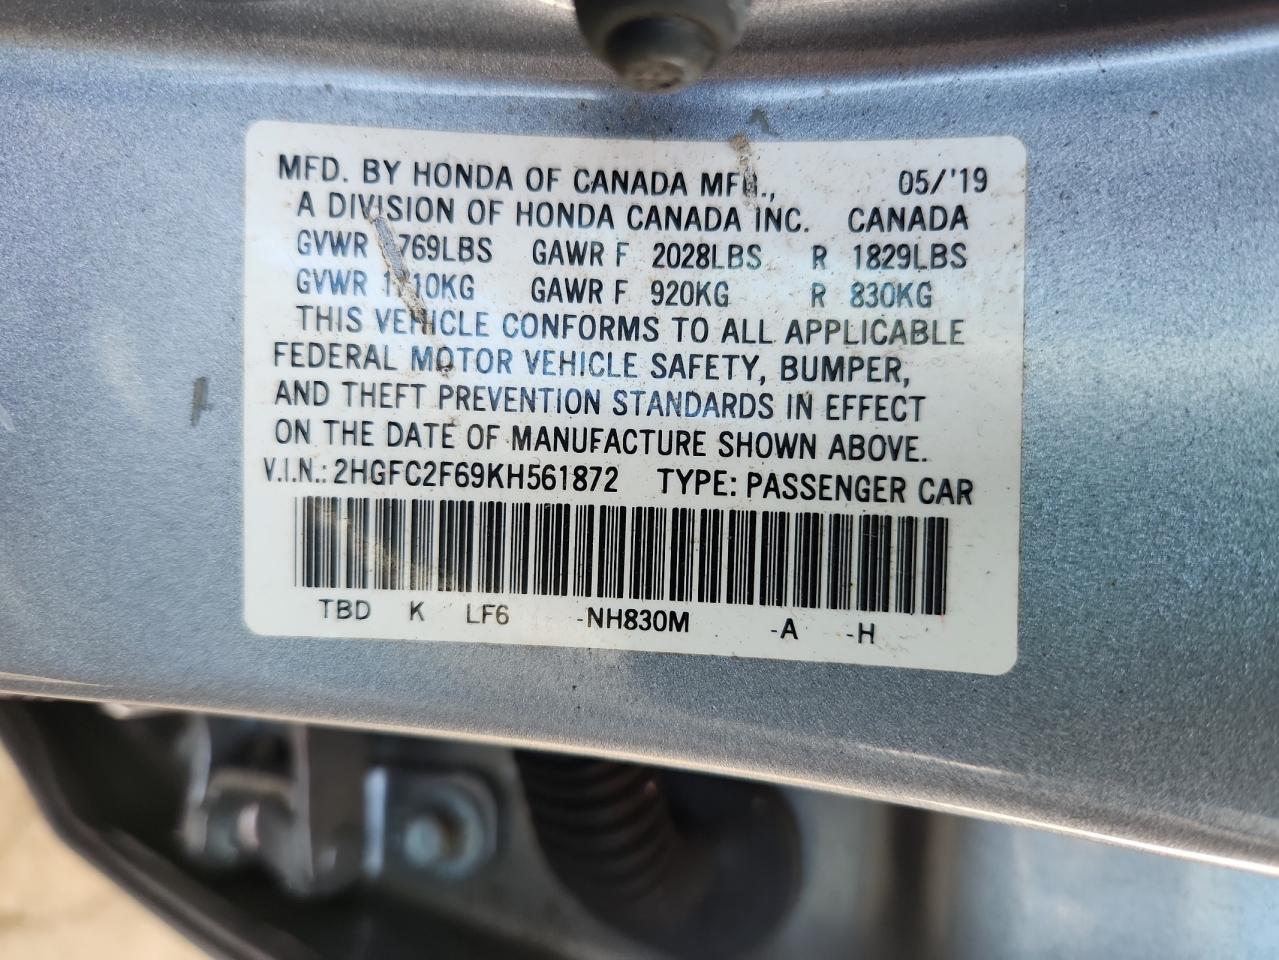 MFD. BY HONDA OF CANADA MFG., 05/'19
A DIVISION OF HONDA CANADA INC. CANADA
GVWR GAWR F 2028LBS R 1829LBS
GVWR GAWR F 920KG R 830KG
THIS VEHICLE CONFORMS TO ALL APPLICABLE
FEDERAL MOTOR VEHICLE SAFETY, BUMPER,
AND THEFT PREVENTION STANDARDS IN EFFECT
ON THE DATE OF MANUFACTURE SHOWN ABOVE.
V.I.N.: 2HGFC2F69KH561872 TYPE: PASSENGER CAR
TBD K LF6 -NH830M -A -H